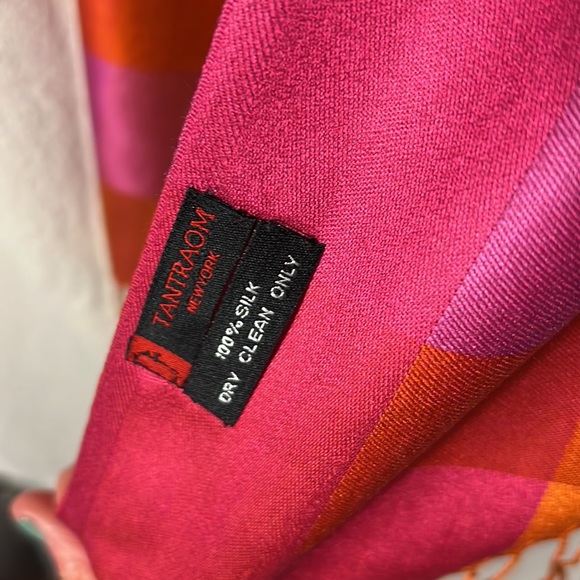 TANTRAOM
NEWYORK
100% SILK
DRY CLEAN ONLY